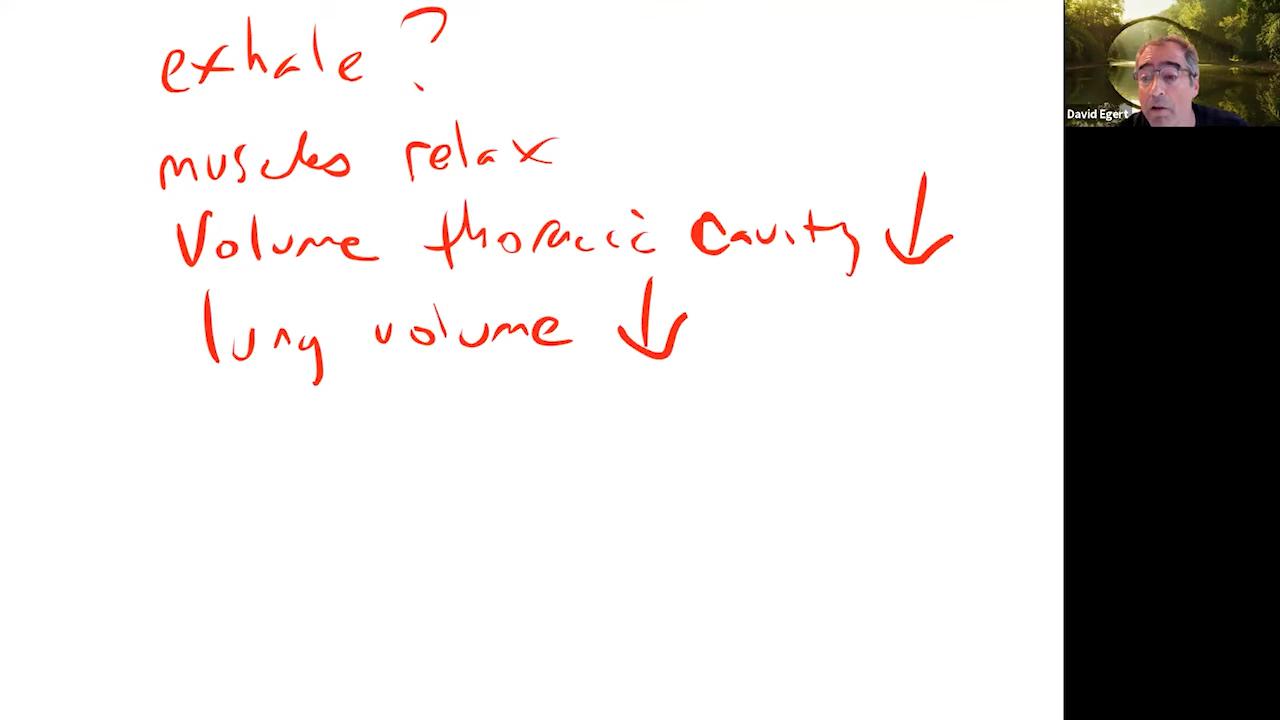 exhale?
muscles relax
Volume thoracic cavity ↓
lung volume ↓
David Egert